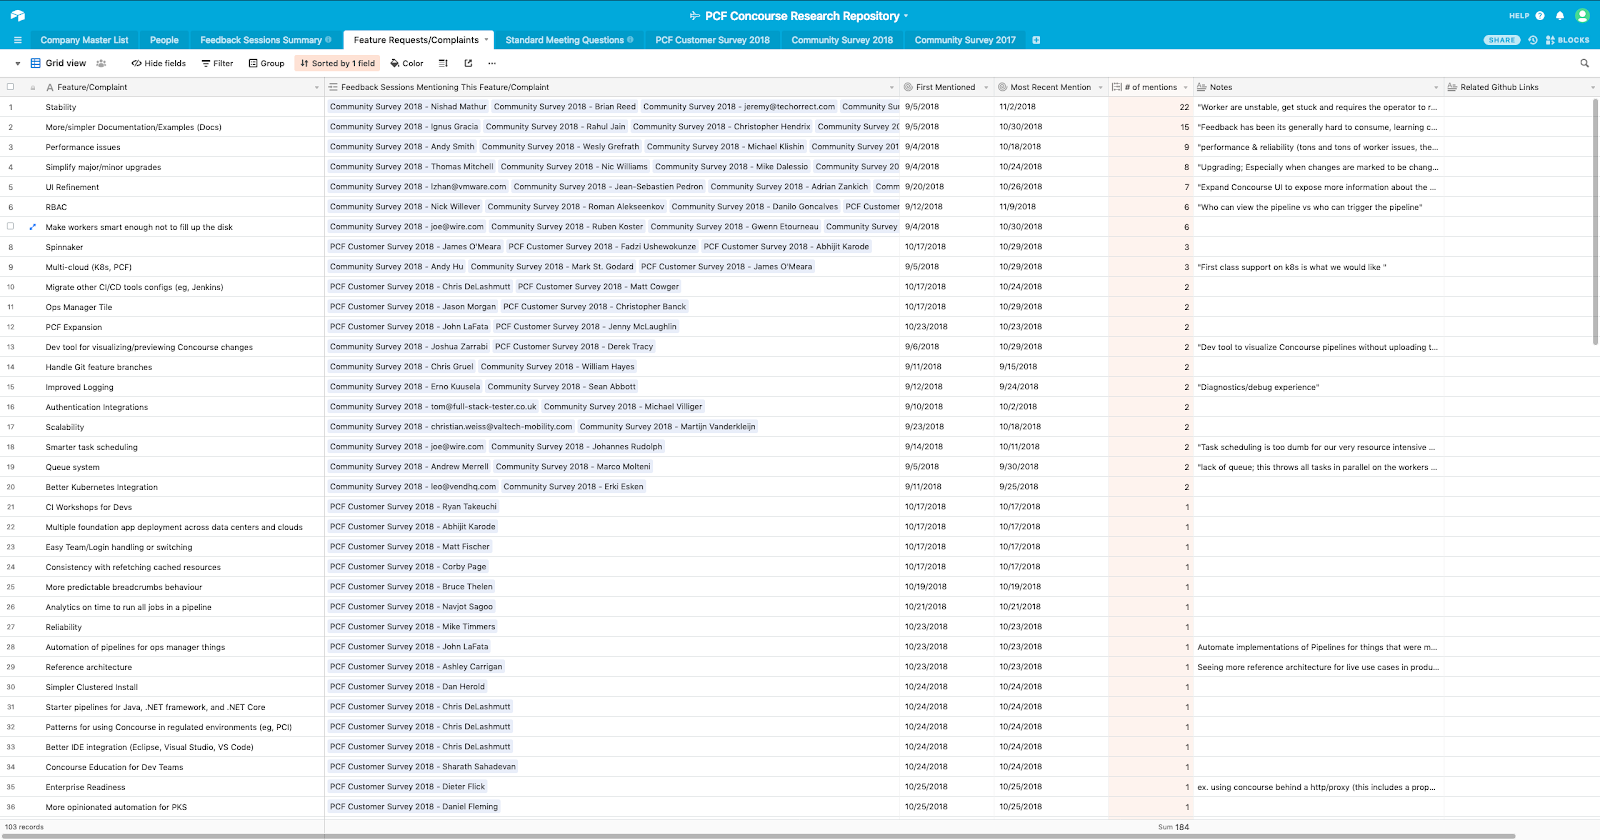 PCF Concourse Research Repository
HELP
Company Master List People Feedback Sessions Summary Feature Requests/Complaints Standard Meeting Questions PCF Customer Survey 2018 Community Survey 2018 Community Survey 2017 SHARE BLOCKS
Grid view Hide fields Filter Group Sorted by 1 field Color
Feature/Complaint Feedback Sessions Mentioning This Feature/Complaint First Mentioned Most Recent Mention # of mentions Notes Related Github Links
1 Stability Community Survey 2018 - Nishad Mathur Community Survey 2018 - Brian Reed Community Survey 2018 - jeremy@techorrect.com Community Sur 9/5/2018 11/2/2018 22 "Worker are unstable, get stuck and requires the operator to r...
2 More/simpler Documentation/Examples (Docs) Community Survey 2018 - Ignus Gracia Community Survey 2018 - Rahul Jain Community Survey 2018 - Christopher Hendrix Community Survey 20 9/5/2018 10/30/2018 15 "Feedback has been its generally hard to consume, learning c...
3 Performance issues Community Survey 2018 - Andy Smith Community Survey 2018 - Wesly Grefrath Community Survey 2018 - Michael Klishin Community Survey 201 9/4/2018 10/18/2018 9 "performance & reliability (tons and tons of worker issues, the...
4 Simplify major/minor upgrades Community Survey 2018 - Thomas Mitchell Community Survey 2018 - Nic Williams Community Survey 2018 - Mike Dalessio Community Survey 20 9/4/2018 10/24/2018 8 "Upgrading; Especially when changes are marked to be chang...
5 UI Refinement Community Survey 2018 - lzhan@vmware.com Community Survey 2018 - Jean-Sebastien Pedron Community Survey 2018 - Adrian Zankich Comm 9/20/2018 10/26/2018 7 "Expand Concourse UI to expose more information about the ...
6 RBAC Community Survey 2018 - Nick Willever Community Survey 2018 - Roman Alekseenkov Community Survey 2018 - Danilo Goncalves PCF Customer 9/12/2018 11/9/2018 6 "Who can view the pipeline vs who can trigger the pipeline"
Make workers smart enough not to fill up the disk Community Survey 2018 - joe@wire.com Community Survey 2018 - Ruben Koster Community Survey 2018 - Gwenn Etourneau Community Survey 9/4/2018 10/30/2018 6
8 Spinnaker PCF Customer Survey 2018 - James O'Meara PCF Customer Survey 2018 - Fadzi Ushewokunze PCF Customer Survey 2018 - Abhijit Karode 10/17/2018 10/29/2018 3
9 Multi-cloud (K8s, PCF) Community Survey 2018 - Andy Hu Community Survey 2018 - Mark St. Godard PCF Customer Survey 2018 - James O'Meara 9/5/2018 10/29/2018 3 "First class support on k8s is what we would like "
10 Migrate other CI/CD tools configs (eg, Jenkins) PCF Customer Survey 2018 - Chris DeLashmutt PCF Customer Survey 2018 - Matt Cowger 10/17/2018 10/24/2018 2
11 Ops Manager Tile PCF Customer Survey 2018 - Jason Morgan PCF Customer Survey 2018 - Christopher Banck 10/17/2018 10/29/2018 2
12 PCF Expansion PCF Customer Survey 2018 - John LaFata PCF Customer Survey 2018 - Jenny McLaughlin 10/23/2018 10/23/2018 2
13 Dev tool for visualizing/previewing Concourse changes Community Survey 2018 - Joshua Zarrabi PCF Customer Survey 2018 - Derek Tracy 9/6/2018 10/29/2018 2 "Dev tool to visualize Concourse pipelines without uploading t...
14 Handle Git feature branches Community Survey 2018 - Chris Gruel Community Survey 2018 - William Hayes 9/11/2018 9/15/2018 2
15 Improved Logging Community Survey 2018 - Erno Kuusela Community Survey 2018 - Sean Abbott 9/12/2018 9/24/2018 2 "Diagnostics/debug experience"
16 Authentication Integrations Community Survey 2018 - tom@full-stack-tester.co.uk Community Survey 2018 - Michael Villiger 9/10/2018 10/2/2018 2
17 Scalability Community Survey 2018 - christian.weiss@valtech-mobility.com Community Survey 2018 - Martijn Vanderkleijn 9/23/2018 10/18/2018 2
18 Smarter task scheduling Community Survey 2018 - joe@wire.com Community Survey 2018 - Johannes Rudolph 9/14/2018 10/11/2018 2 "Task scheduling is too dumb for our very resource intensive ...
19 Queue system Community Survey 2018 - Andrew Merrell Community Survey 2018 - Marco Molteni 9/5/2018 9/30/2018 2 "lack of queue; this throws all tasks in parallel on the workers ...
20 Better Kubernetes Integration Community Survey 2018 - leo@vendhq.com Community Survey 2018 - Erki Esken 9/11/2018 9/25/2018 2
21 CI Workshops for Devs PCF Customer Survey 2018 - Ryan Takeuchi 10/17/2018 10/17/2018 1
22 Multiple foundation app deployment across data centers and clouds PCF Customer Survey 2018 - Abhijit Karode 10/17/2018 10/17/2018 1
23 Easy Team/Login handling or switching PCF Customer Survey 2018 - Matt Fischer 10/17/2018 10/17/2018 1
24 Consistency with refetching cached resources PCF Customer Survey 2018 - Corby Page 10/17/2018 10/17/2018 1
25 More predictable breadcrumbs behaviour PCF Customer Survey 2018 - Bruce Thelen 10/19/2018 10/19/2018 1
26 Analytics on time to run all jobs in a pipeline PCF Customer Survey 2018 - Navjot Sagoo 10/21/2018 10/21/2018 1
27 Reliability PCF Customer Survey 2018 - Mike Timmers 10/23/2018 10/23/2018 1
28 Automation of pipelines for ops manager things PCF Customer Survey 2018 - John LaFata 10/23/2018 10/23/2018 1 Automate implementations of Pipelines for things that were m...
29 Reference architecture PCF Customer Survey 2018 - Ashley Carrigan 10/23/2018 10/23/2018 1 Seeing more reference architecture for live use cases in produ...
30 Simpler Clustered Install PCF Customer Survey 2018 - Dan Herold 10/24/2018 10/24/2018 1
31 Starter pipelines for Java, .NET framework, and .NET Core PCF Customer Survey 2018 - Chris DeLashmutt 10/24/2018 10/24/2018 1
32 Patterns for using Concourse in regulated environments (eg, PCI) PCF Customer Survey 2018 - Chris DeLashmutt 10/24/2018 10/24/2018 1
33 Better IDE integration (Eclipse, Visual Studio, VS Code) PCF Customer Survey 2018 - Chris DeLashmutt 10/24/2018 10/24/2018 1
34 Concourse Education for Dev Teams PCF Customer Survey 2018 - Sharath Sahadevan 10/24/2018 10/24/2018 1
35 Enterprise Readiness PCF Customer Survey 2018 - Dieter Flick 10/25/2018 10/25/2018 1 ex. using concourse behind a http/proxy (this includes a prop...
36 More opinionated automation for PKS PCF Customer Survey 2018 - Daniel Fleming 10/25/2018 10/25/2018 1
103 records Sum 184